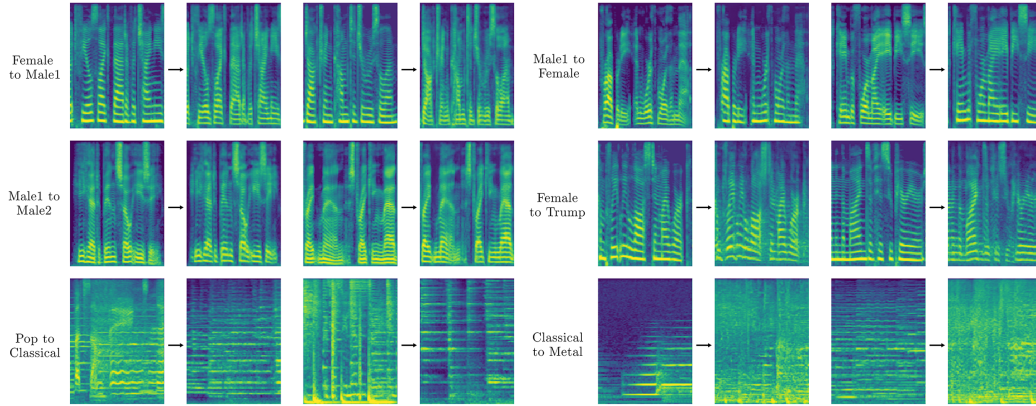 Female
to Male1
Male1 to
Female
Male1 to
Male2
Female
to Trump
Pop to
Classical
Classical
to Metal